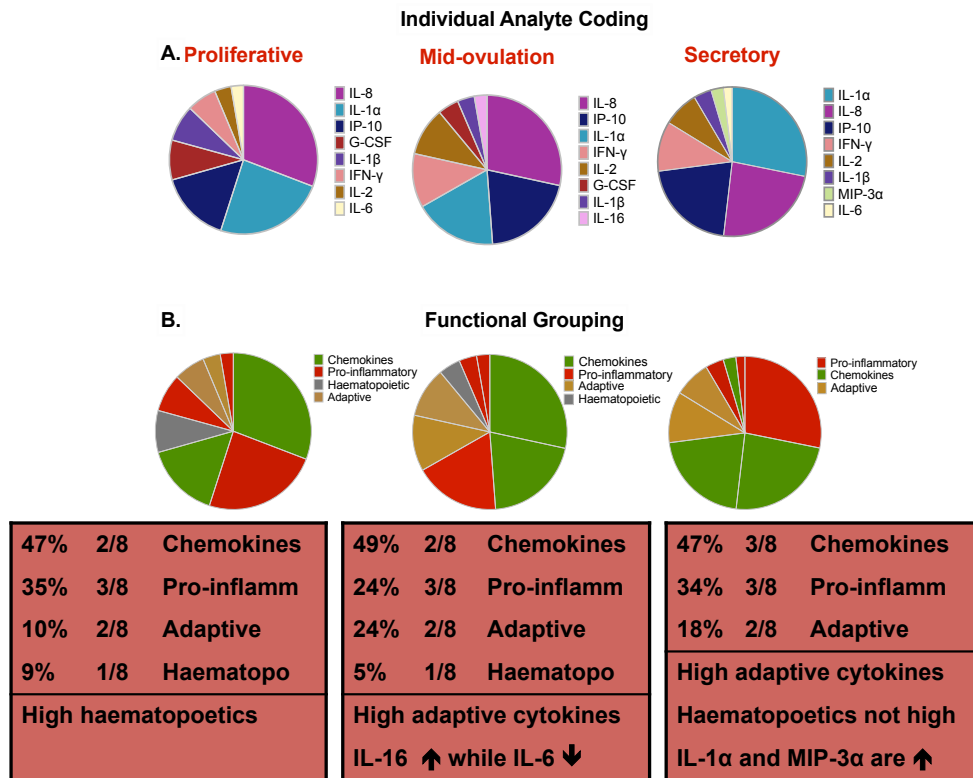 Individual Analyte Coding
A. Proliferative
Mid-ovulation
Secretory
IL-8
IL-1α
IP-10
G-CSF
IL-1β
IFN-γ
IL-2
IL-6
IL-8
IP-10
IL-1α
IFN-γ
IL-2
G-CSF
IL-1β
IL-16
IL-1α
IL-8
IP-10
IFN-γ
IL-2
IL-1β
MIP-3α
IL-6
B.
Functional Grouping
Chemokines
Pro-inflammatory
Haematopoietic
Adaptive
Chemokines
Pro-inflammatory
Adaptive
Haematopoietic
Pro-inflammatory
Chemokines
Adaptive
47% 2/8 Chemokines
35% 3/8 Pro-inflamm
10% 2/8 Adaptive
9% 1/8 Haematopo
High haematopoetics
49% 2/8 Chemokines
24% 3/8 Pro-inflamm
24% 2/8 Adaptive
5% 1/8 Haematopo
High adaptive cytokines
IL-16 ↑ while IL-6 ↓
47% 3/8 Chemokines
34% 3/8 Pro-inflamm
18% 2/8 Adaptive
High adaptive cytokines
Haematopoetics not high
IL-1α and MIP-3α are ↑